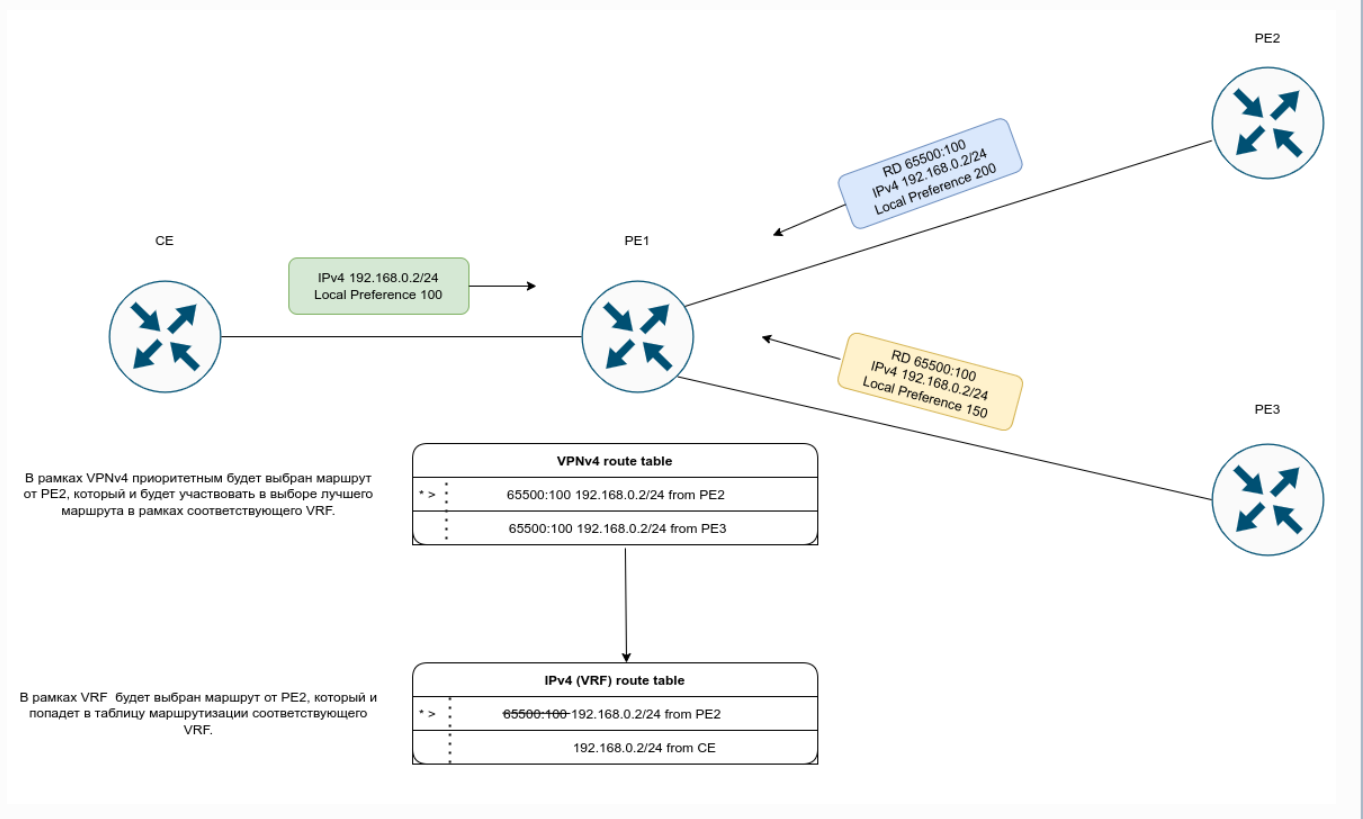 PE2
RD 65500:100
IPv4 192.168.0.2/24
Local Preference 200
CE
PE1
IPv4 192.168.0.2/24
Local Preference 100
RD 65500:100
IPv4 192.168.0.2/24
Local Preference 150
PE3
В рамках VPNv4 приоритетным будет выбран маршрут
от PE2, который и будет участвовать в выборе лучшего
маршрута в рамках соответствующего VRF.
VPNv4 route table
* > 65500:100 192.168.0.2/24 from PE2
65500:100 192.168.0.2/24 from PE3
В рамках VRF будет выбран маршрут от PE2, который и
попадет в таблицу маршрутизации соответствующего
VRF.
IPv4 (VRF) route table
* > 65500:100 192.168.0.2/24 from PE2
192.168.0.2/24 from CE